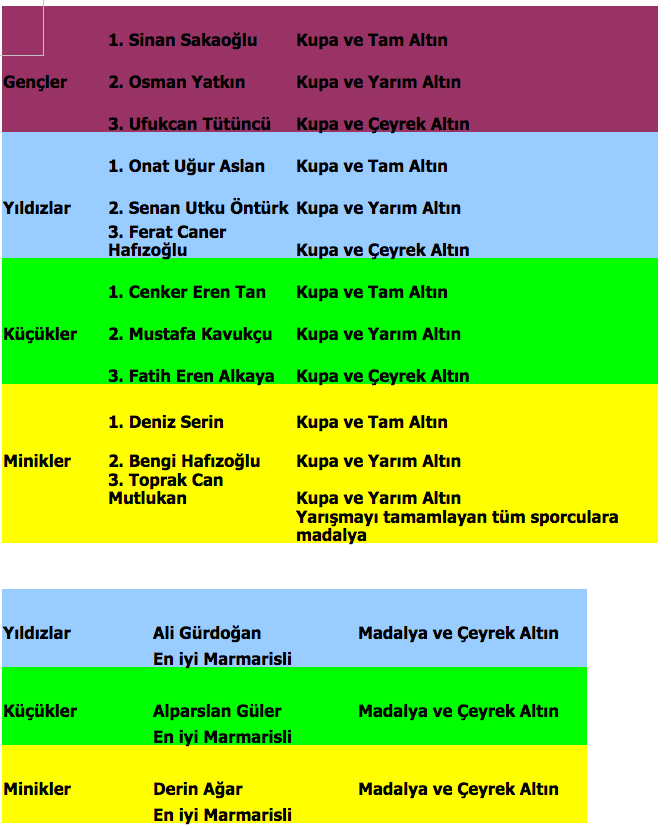 1. Sinan Sakaoğlu Kupa ve Tam Altın
Gençler 2. Osman Yatkın Kupa ve Yarım Altın
3. Ufukcan Tütüncü Kupa ve Çeyrek Altın
1. Onat Uğur Aslan Kupa ve Tam Altın
Yıldızlar 2. Senan Utku Öntürk Kupa ve Yarım Altın
3. Ferat Caner
Hafızoğlu Kupa ve Çeyrek Altın
1. Cenker Eren Tan Kupa ve Tam Altın
Küçükler 2. Mustafa Kavukçu Kupa ve Yarım Altın
3. Fatih Eren Alkaya Kupa ve Çeyrek Altın
1. Deniz Serin Kupa ve Tam Altın
Minikler 2. Bengi Hafızoğlu Kupa ve Yarım Altın
3. Toprak Can
Mutlukan Kupa ve Yarım Altın
Yarışmayı tamamlayan tüm sporculara
madalya
Yıldızlar Ali Gürdoğan Madalya ve Çeyrek Altın
En iyi Marmarisli
Küçükler Alparslan Güler Madalya ve Çeyrek Altın
En iyi Marmarisli
Minikler Derin Ağar Madalya ve Çeyrek Altın
En iyi Marmarisli